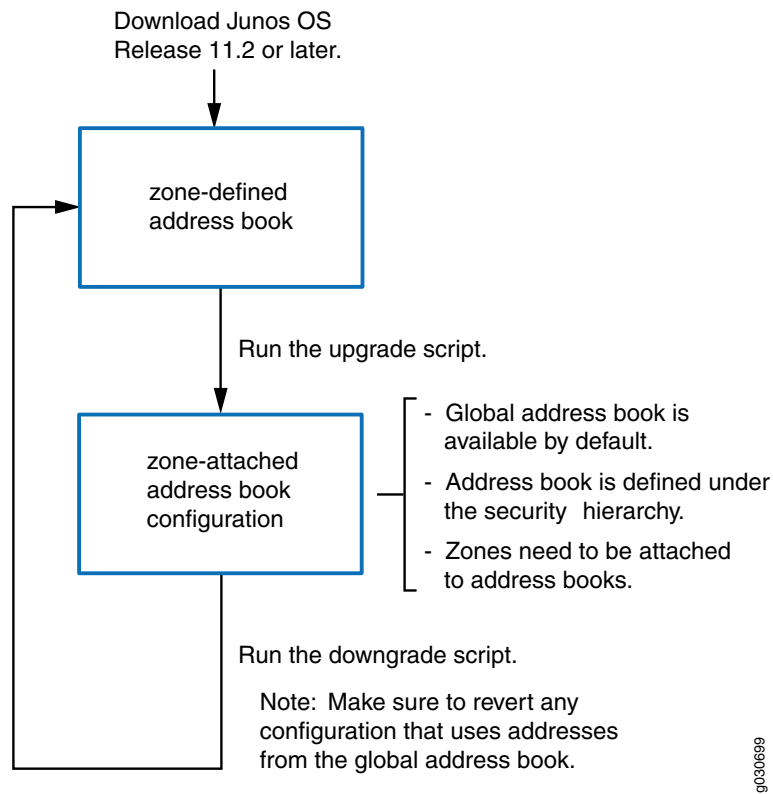 Download Junos OS
Release 11.2 or later.
zone-defined
address book
Run the upgrade script.
zone-attached
address book
configuration
- Global address book is
available by default.
- Address book is defined under
the security hierarchy.
- Zones need to be attached
to address books.
Run the downgrade script.
Note: Make sure to revert any
configuration that uses addresses
from the global address book.
g030699